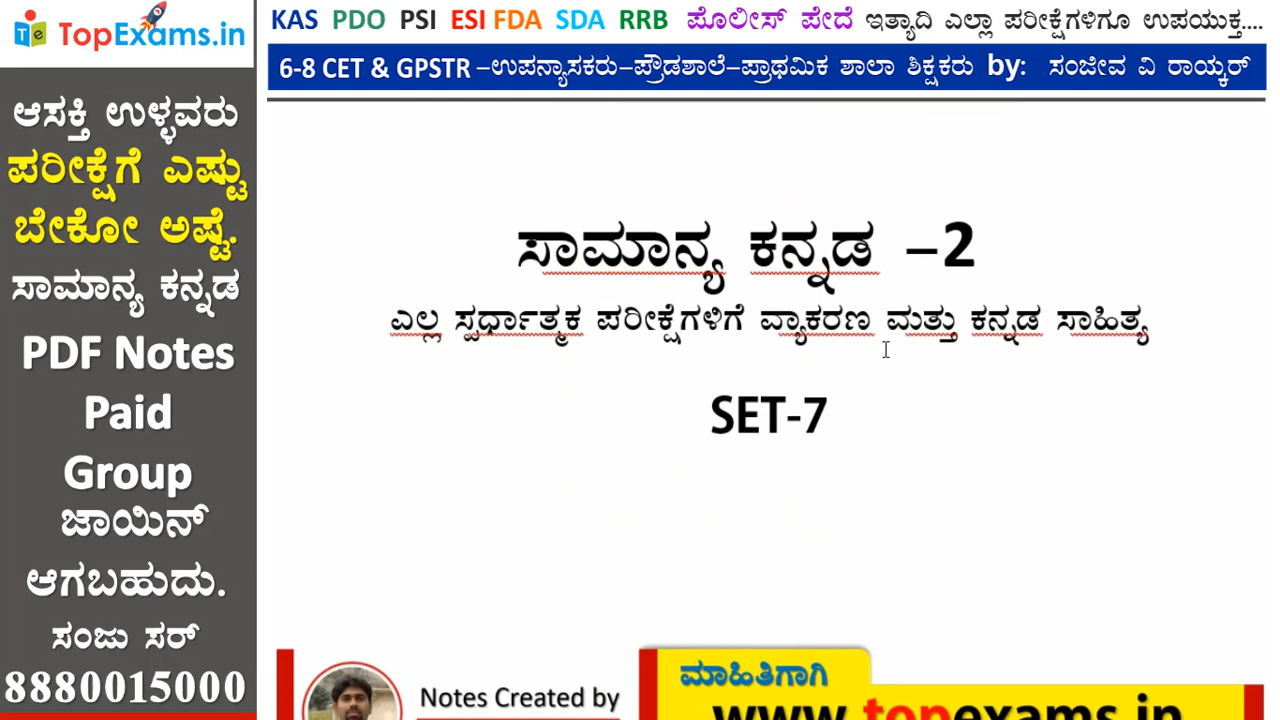 TopExams.in
KAS PDO PSI ESI FDA SDA RRB ಪೊಲೀಸ್ ಪೇದೆ ಇತ್ಯಾದಿ ಎಲ್ಲಾ ಪರೀಕ್ಷೆಗಳಿಗೂ ಉಪಯುಕ್ತ....
6-8 CET & GPSTR –ಉಪನ್ಯಾಸಕರು–ಪ್ರೌಢಶಾಲೆ–ಪ್ರಾಥಮಿಕ ಶಾಲಾ ಶಿಕ್ಷಕರು by: ಸಂಜೀವ ವಿ ರಾಯ್ಕರ್
ಆಸಕ್ತಿ ಉಳ್ಳವರು
ಪರೀಕ್ಷೆಗೆ ಎಷ್ಟು
ಬೇಕೋ ಅಷ್ಟೆ.
ಸಾಮಾನ್ಯ ಕನ್ನಡ
PDF Notes
Paid
Group
ಜಾಯಿನ್
ಆಗಬಹುದು.
ಸಂಜು ಸರ್
8880015000
ಸಾಮಾನ್ಯ ಕನ್ನಡ –2
ಎಲ್ಲ ಸ್ಪರ್ಧಾತ್ಮಕ ಪರೀಕ್ಷೆಗಳಿಗೆ ವ್ಯಾಕರಣ ಮತ್ತು ಕನ್ನಡ ಸಾಹಿತ್ಯ
SET-7
Notes Created by
ಮಾಹಿತಿಗಾಗಿ
www.topexams.in